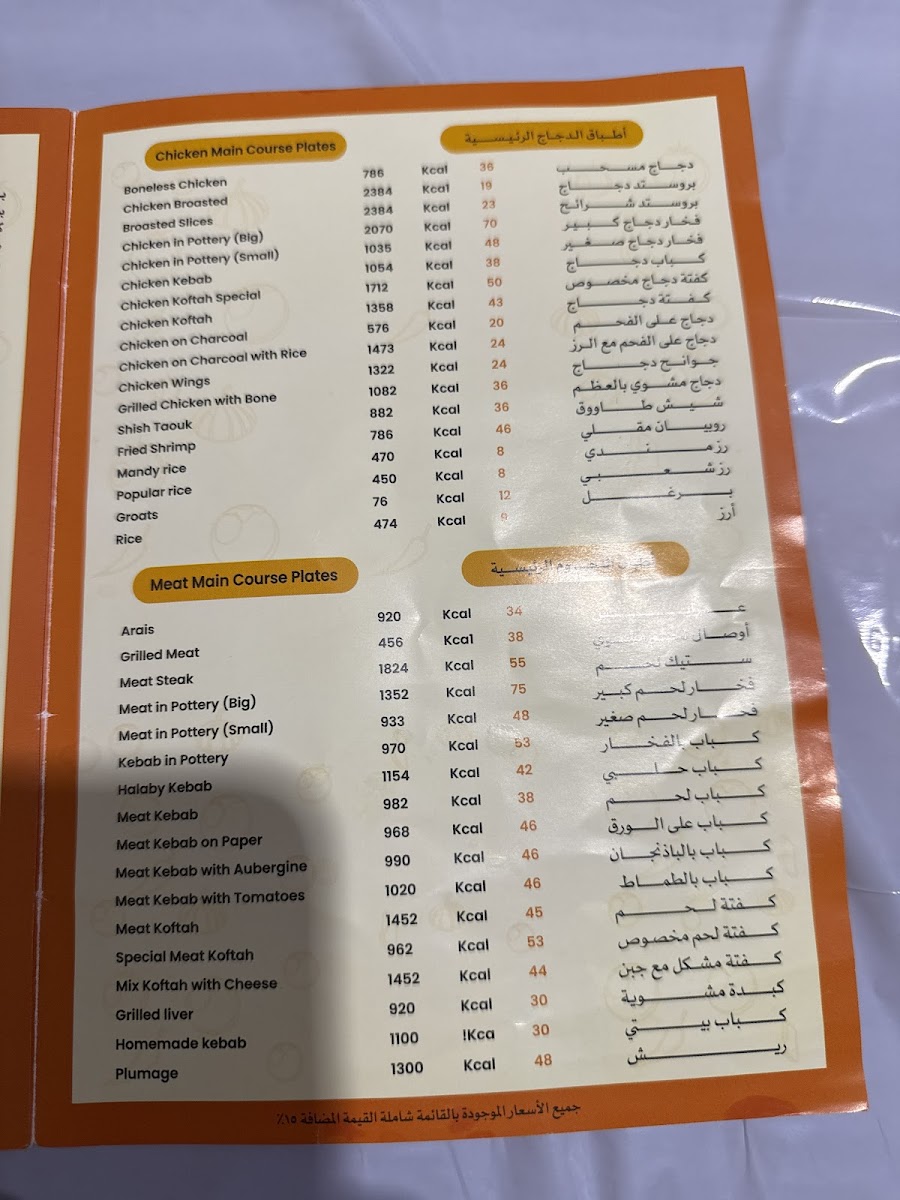 Chicken Main Course Plates أطباق الدجاج الرئيسية
Boneless Chicken 786 Kcal 36 دجاج مسحب
Chicken Broasted 2384 Kcal 19 بروستد دجاج
Broasted Slices 2384 Kcal 23 بروستد شرائح
Chicken in Pottery (Big) 2070 Kcal 70 فخار دجاج كبير
Chicken in Pottery (Small) 1035 Kcal 48 فخار دجاج صغير
Chicken Kebab 1054 Kcal 38 كباب دجاج
Chicken Koftah Special 1712 Kcal 50 كفتة دجاج مخصوص
Chicken Koftah 1358 Kcal 43 كفتة دجاج
Chicken on Charcoal 576 Kcal 20 دجاج على الفحم
Chicken on Charcoal with Rice 1473 Kcal 24 دجاج على الفحم مع الرز
Chicken Wings 1322 Kcal 24 جوانح دجاج
Grilled Chicken with Bone 1082 Kcal 36 دجاج مشوي بالعظم
Shish Taouk 882 Kcal 36 شيش طاووق
Fried Shrimp 786 Kcal 46 روبيان مقلي
Mandy rice 470 Kcal 8 رز مندي
Popular rice 450 Kcal 8 رز شعبي
Groats 76 Kcal 12 برغل
Rice 474 Kcal 9 أرز
Meat Main Course Plates الرئيسية
Arais 920 Kcal 34
Grilled Meat 456 Kcal 38 أوصال
Meat Steak 1824 Kcal 55 ستيك لحم
Meat in Pottery (Big) 1352 Kcal 75 فخار لحم كبير
Meat in Pottery (Small) 933 Kcal 48 فخار لحم صغير
Kebab in Pottery 970 Kcal 53 كباب بالفخار
Halaby Kebab 1154 Kcal 42 كباب حلبي
Meat Kebab 982 Kcal 38 كباب لحم
Meat Kebab on Paper 968 Kcal 46 كباب على الورق
Meat Kebab with Aubergine 990 Kcal 46 كباب بالباذنجان
Meat Kebab with Tomatoes 1020 Kcal 46 كباب بالطماط
Meat Koftah 1452 Kcal 45 كفتة لحم
Special Meat Koftah 962 Kcal 53 كفتة لحم مخصوص
Mix Koftah with Cheese 1452 Kcal 44 كفتة مشكل مع جبن
Grilled liver 920 Kcal 30 كبدة مشوية
Homemade kebab 1100 !Kca 30 كباب بيتي
Plumage 1300 Kcal 48 ريش
جميع الأسعار الموجودة بالقائمة شاملة القيمة المضافة ١٥٪